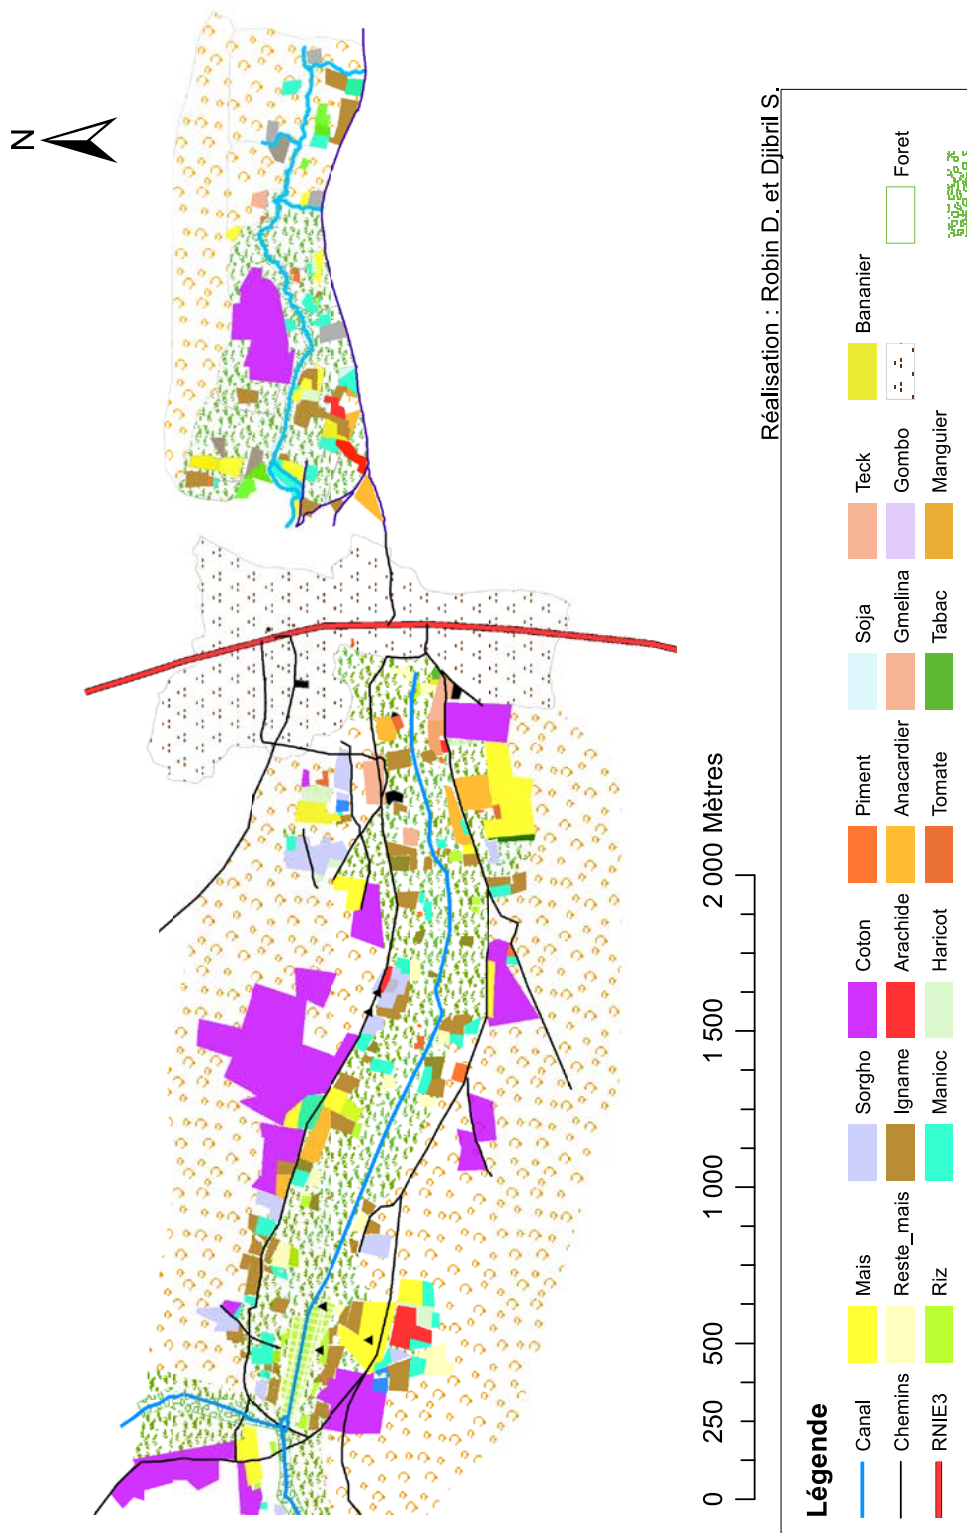 N
Réalisation : Robin D. et Djibril S.
0 250 500 1 000 1 500 2 000 Mètres
Légende
Canal Mais Sorgho Coton Piment Soja Teck Bananier
Chemins Reste_mais Igname Arachide Anacardier Gmelina Gombo Foret
RNIE3 Riz Manioc Haricot Tomate Tabac Manguier